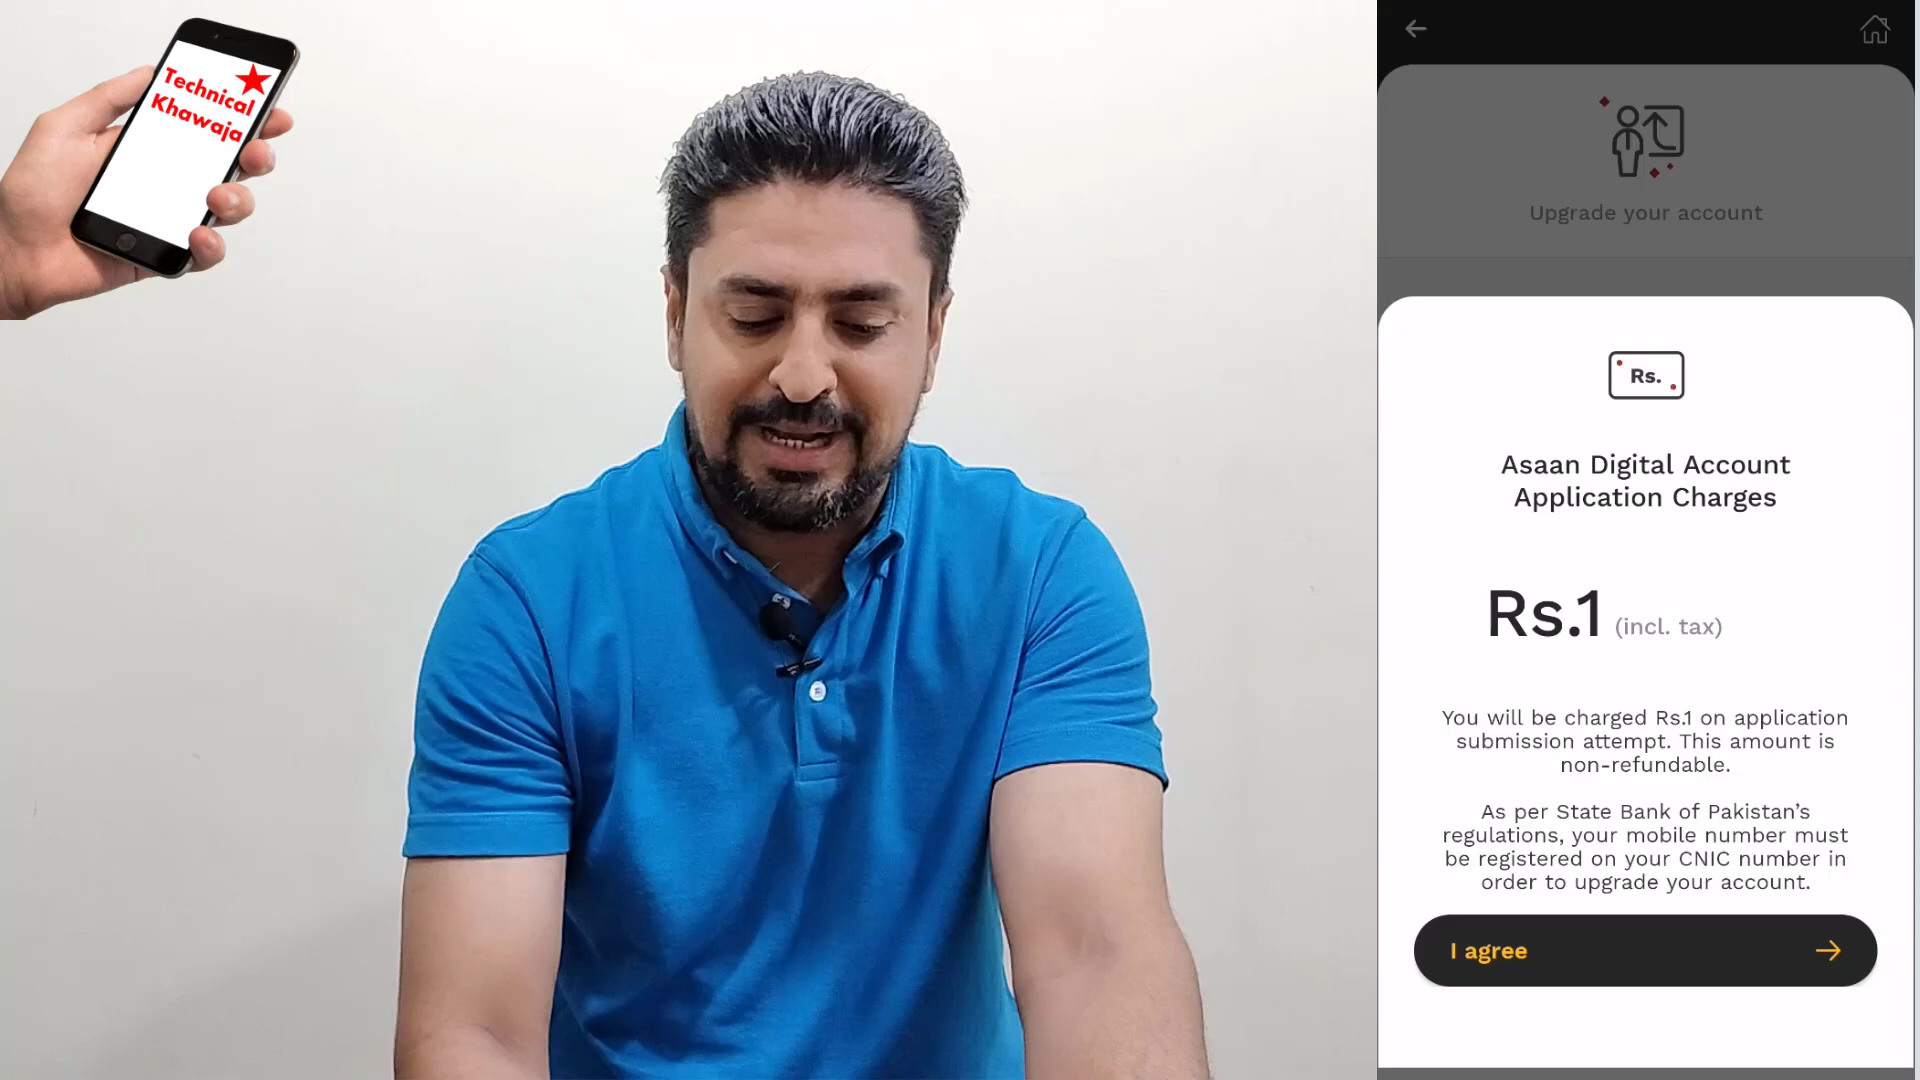 Technical
Khawaja
Upgrade your account
Rs.
Asaan Digital Account
Application Charges
Rs.1 (incl. tax)
You will be charged Rs.1 on application
submission attempt. This amount is
non-refundable.
As per State Bank of Pakistan's
regulations, your mobile number must
be registered on your CNIC number in
order to upgrade your account.
I agree